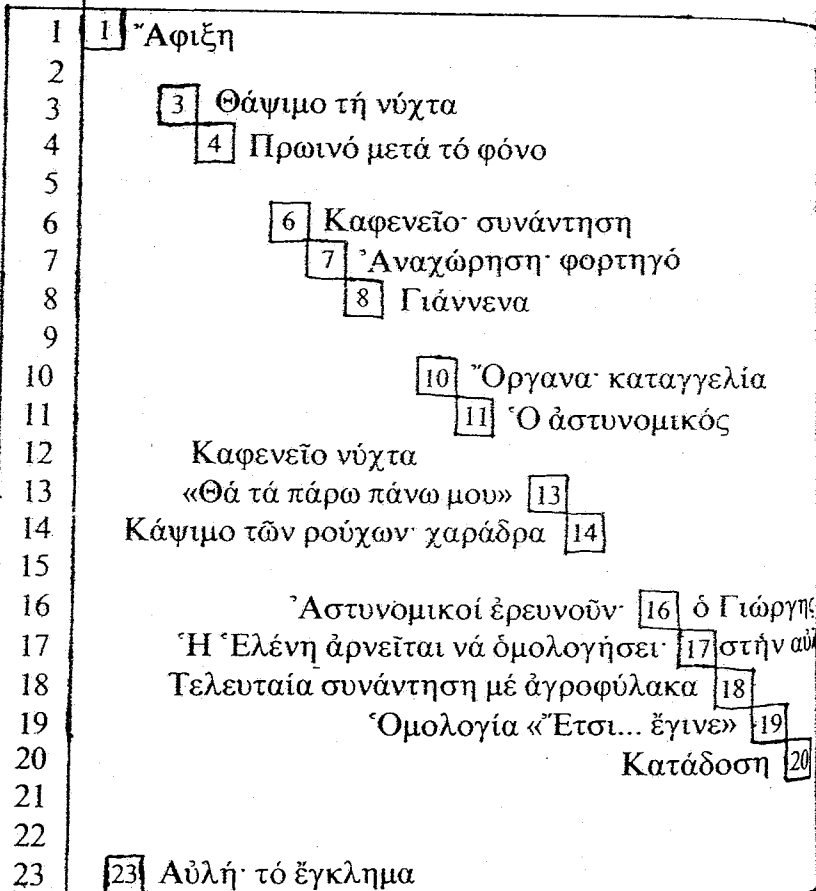 1 1 Ἄφιξη
2
3 3 Θάψιμο τή νύχτα
4 4 Πρωινό μετά τό φόνο
5
6 6 Καφενεῖο· συνάντηση
7 7 Ἀναχώρηση· φορτηγό
8 8 Γιάννενα
9
10 10 Ὄργανα· καταγγελία
11 11 Ὁ ἀστυνομικός
12 Καφενεῖο νύχτα
13 «Θά τά πάρω πάνω μου» 13
14 Κάψιμο τῶν ρούχων· χαράδρα 14
15
16 Ἀστυνομικοί ἐρευνοῦν· 16 ὁ Γιώργης
17 Ἡ Ἑλένη ἀρνεῖται νά ὁμολογήσει· 17 στήν
18 Τελευταία συνάντηση μέ ἀγροφύλακα 18
19 Ὁμολογία «Ἔτσι... ἔγινε» 19
20 Κατάδοση 20
21
22
23 23 Αὐλή· τό ἔγκλημα